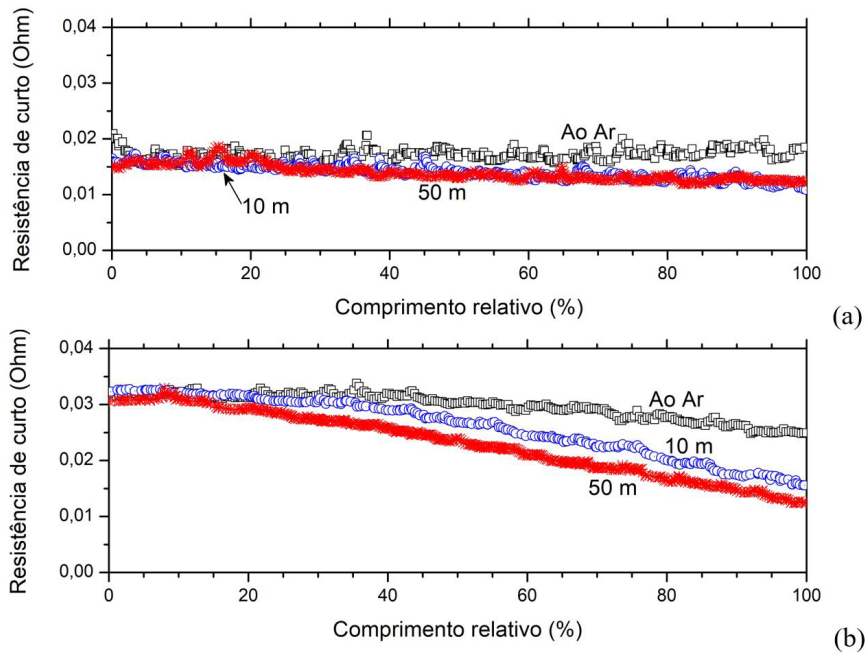 (a)
Resistência de curto (Ohm)
0,04
0,03
0,02
0,01
0,00
Ao Ar
10 m
50 m
0 20 40 60 80 100
Comprimento relativo (%)
(b)
Resistência de curto (Ohm)
0,04
0,03
0,02
0,01
0,00
Ao Ar
10 m
50 m
0 20 40 60 80 100
Comprimento relativo (%)